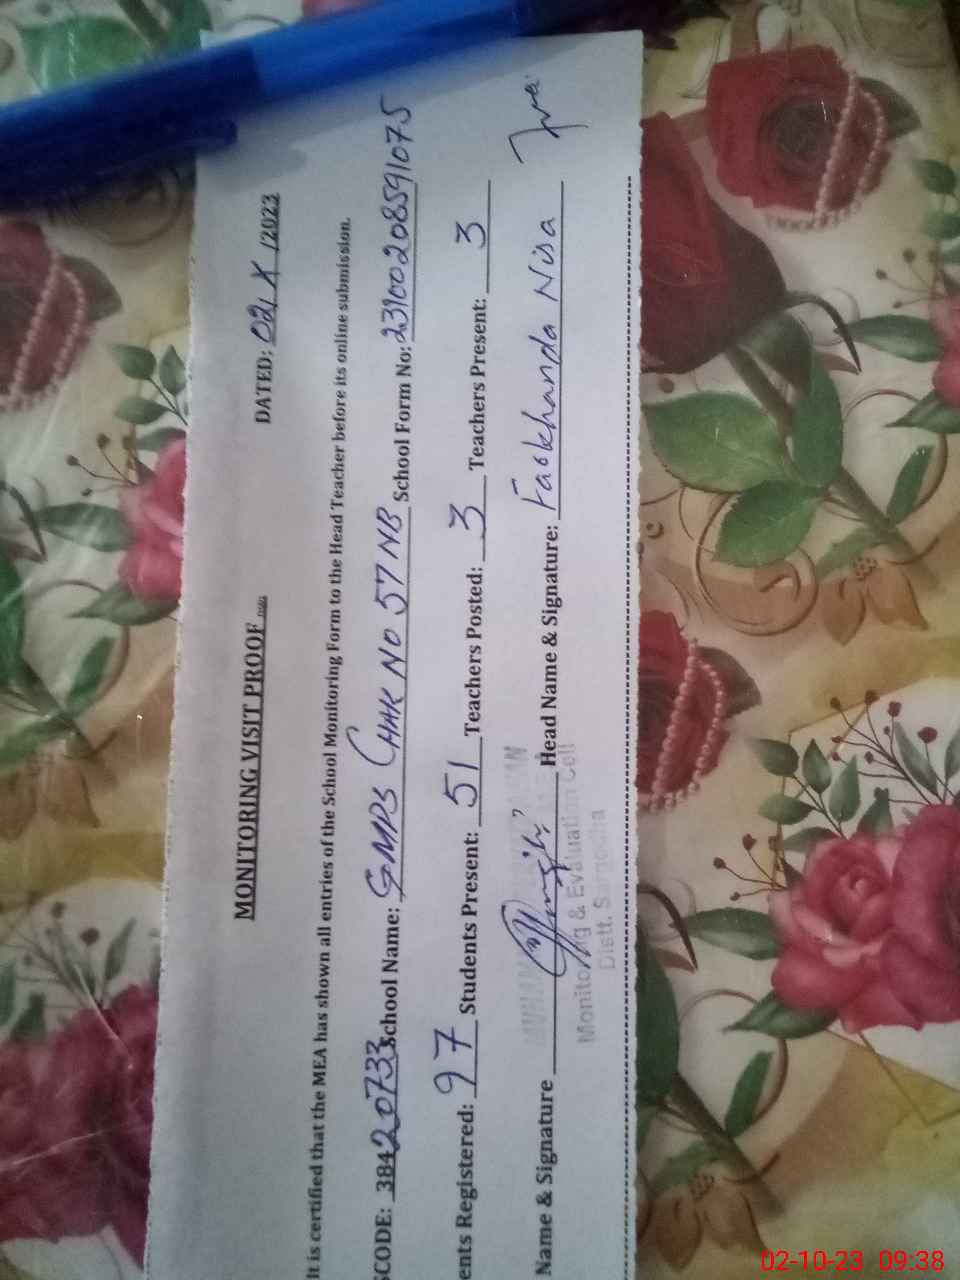 MONITORING VISIT PROOF
DATED: 02/X/2023
It is certified that the MEA has shown all entries of the School Monitoring Form to the Head Teacher before its online submission.
SCODE: 38420733 School Name: GMPS CHAK NO 57 NB School Form No: 23100208591075
ents Registered: 97 Students Present: 51 Teachers Posted: 3 Teachers Present: 3
Name & Signature Head Name & Signature: Farkhanda Nisa
Monitoring & Evaluation Cell
Distt. Sargodha
02-10-23 09:38